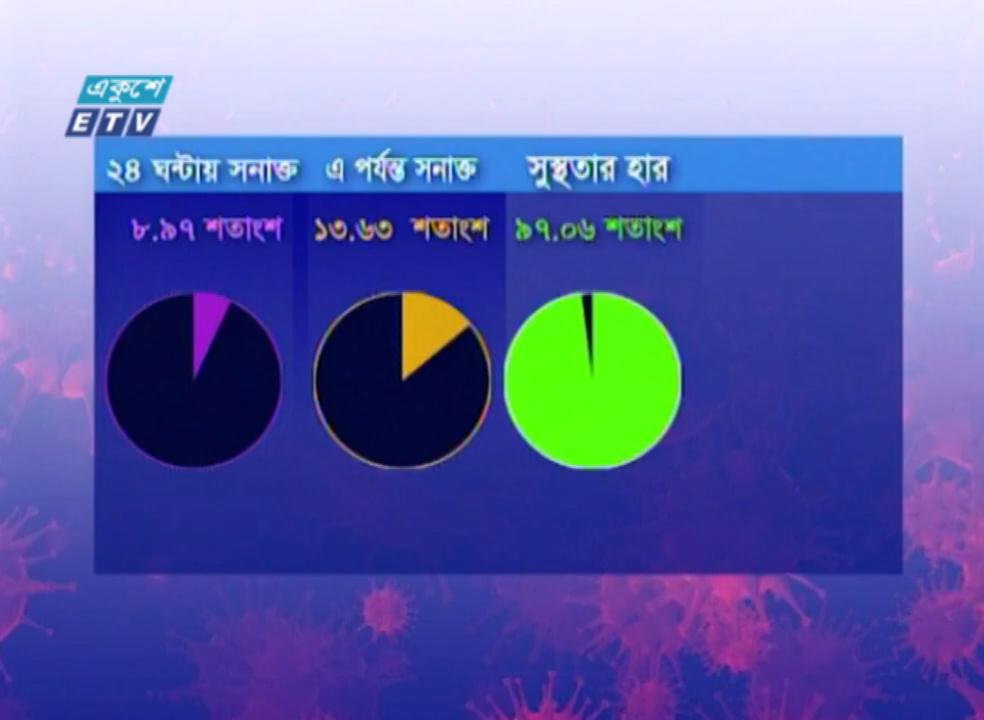 একুশে
ETV
২৪ ঘন্টায় সনাক্ত এ পর্যন্ত সনাক্ত সুস্থতার হার
৮.৯৭ শতাংশ ১৩.৬৩ শতাংশ ৯৭.০৬ শতাংশ